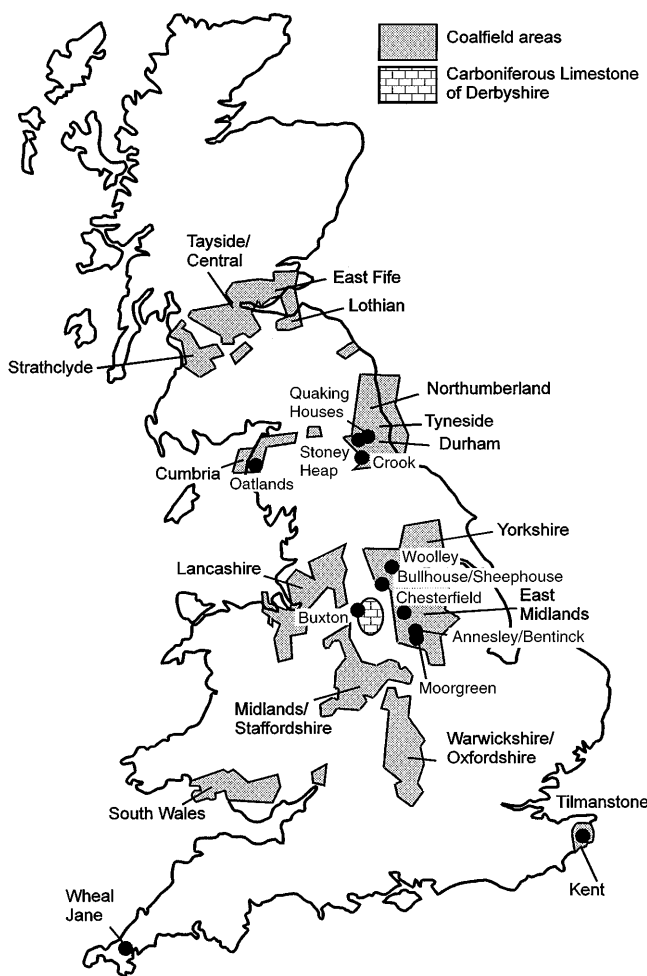 Coalfield areas
Carboniferous Limestone
of Derbyshire
Tayside/
Central
East Fife
Lothian
Strathclyde
Northumberland
Quaking
Houses
Tyneside
Durham
Stoney
Heap
Crook
Cumbria
Oatlands
Yorkshire
Woolley
Lancashire
Bullhouse/Sheephouse
Chesterfield
East
Midlands
Buxton
Annesley/Bentinck
Moorgreen
Midlands/
Staffordshire
Warwickshire/
Oxfordshire
South Wales
Tilmanstone
Kent
Wheal
Jane